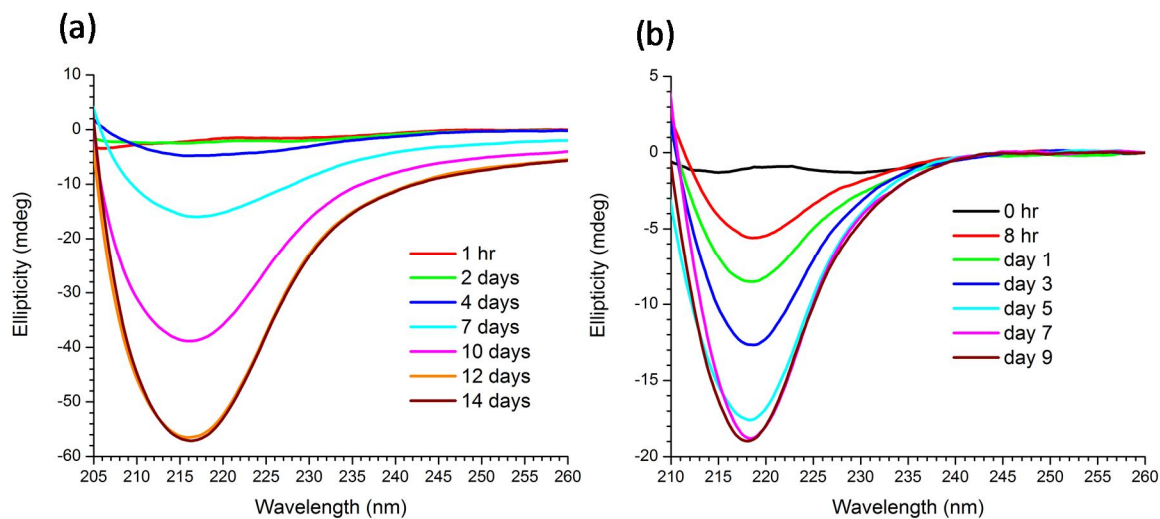 (a)
10
0
-10
-20
-30
-40
-50
-60
Ellipticity (mdeg)
205 210 215 220 225 230 235 240 245 250 255 260
Wavelength (nm)
1 hr
2 days
4 days
7 days
10 days
12 days
14 days
(b)
5
0
-5
-10
-15
-20
Ellipticity (mdeg)
210 215 220 225 230 235 240 245 250 255 260
Wavelength (nm)
0 hr
8 hr
day 1
day 3
day 5
day 7
day 9